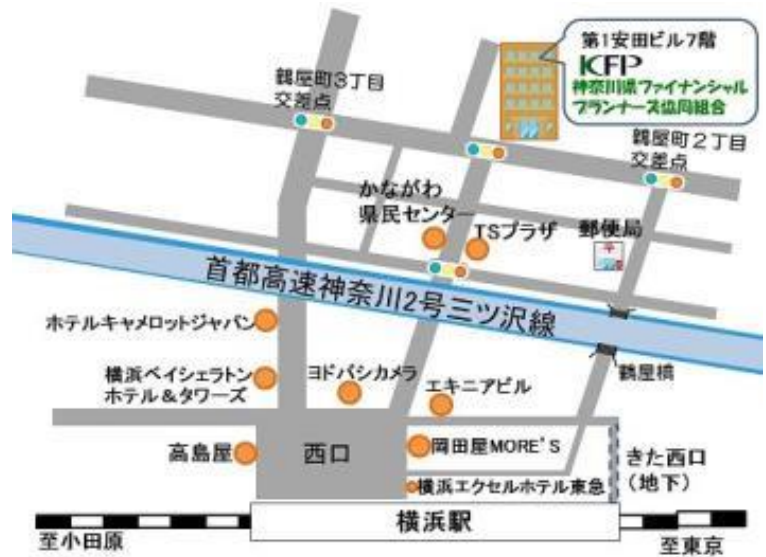 第1安田ビル7階
KFP
神奈川県ファイナンシャル
プランナーズ協同組合
鶴屋町3丁目
交差点
鶴屋町2丁目
交差点
かながわ
県民センター
TSプラザ
郵便局
〒
首都高速神奈川2号三ツ沢線
ホテルキャメロットジャパン
横浜ベイシェラトン
ホテル&タワーズ
ヨドバシカメラ
エキニアビル
鶴屋橋
高島屋
西口
岡田屋MORE'S
きた西口
(地下)
横浜エクセルホテル東急
横浜駅
至小田原
至東京